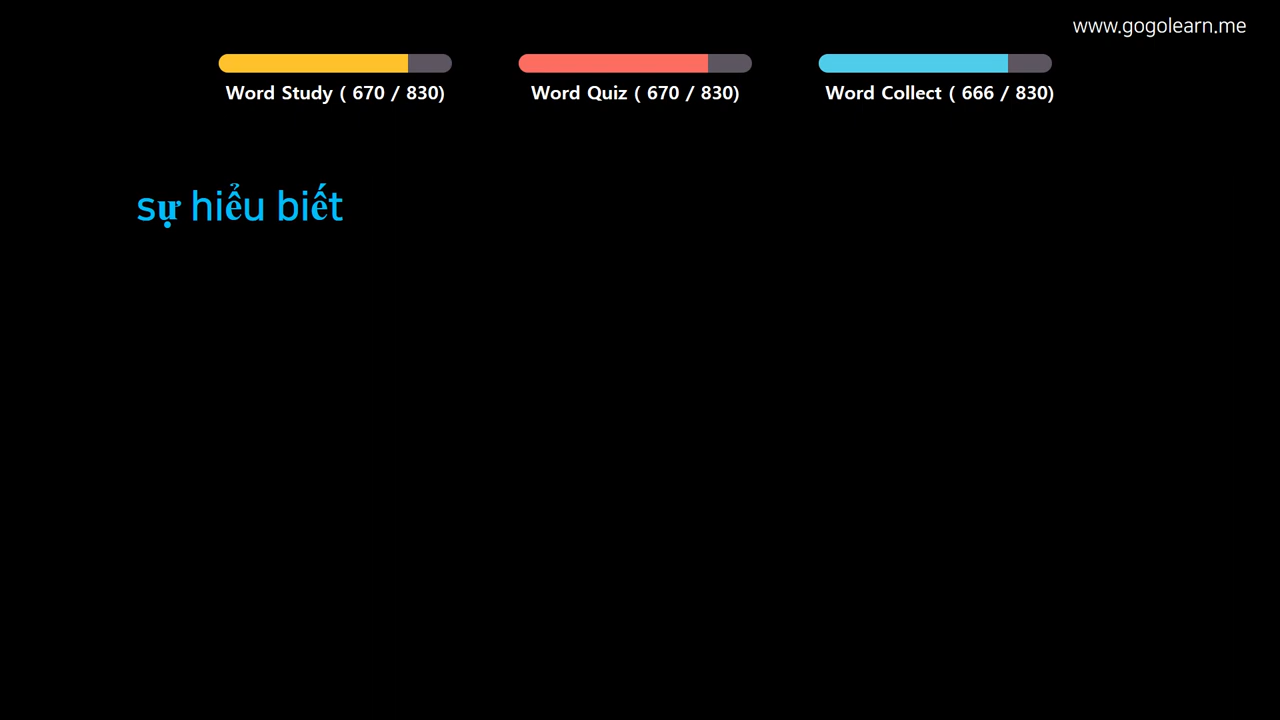 www.gogolearn.me
Word Study ( 670 / 830)
Word Quiz ( 670 / 830)
Word Collect ( 666 / 830)
sự hiểu biết